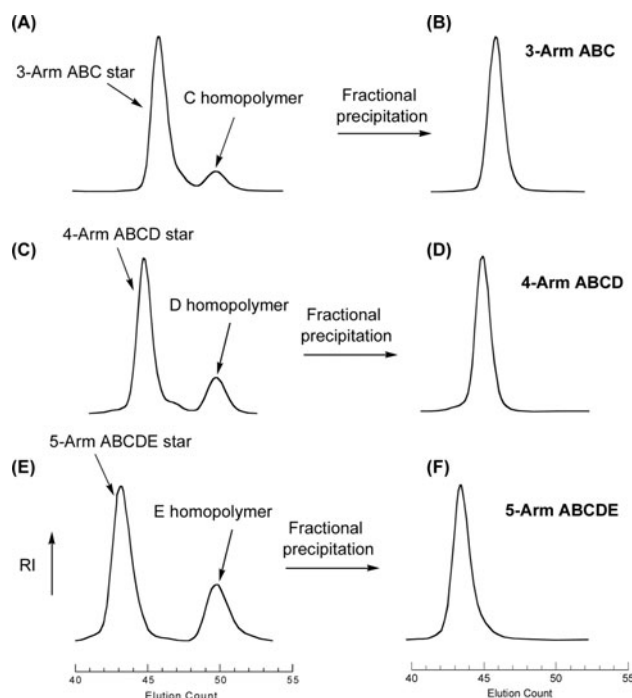 (A)
3-Arm ABC star
C homopolymer
Fractional
precipitation
(B)
3-Arm ABC
(C)
4-Arm ABCD star
D homopolymer
Fractional
precipitation
(D)
4-Arm ABCD
5-Arm ABCDE star
(E)
E homopolymer
RI
Fractional
precipitation
(F)
5-Arm ABCDE
40 45 50 55
Elution Count
40 45 50 55
Elution Count